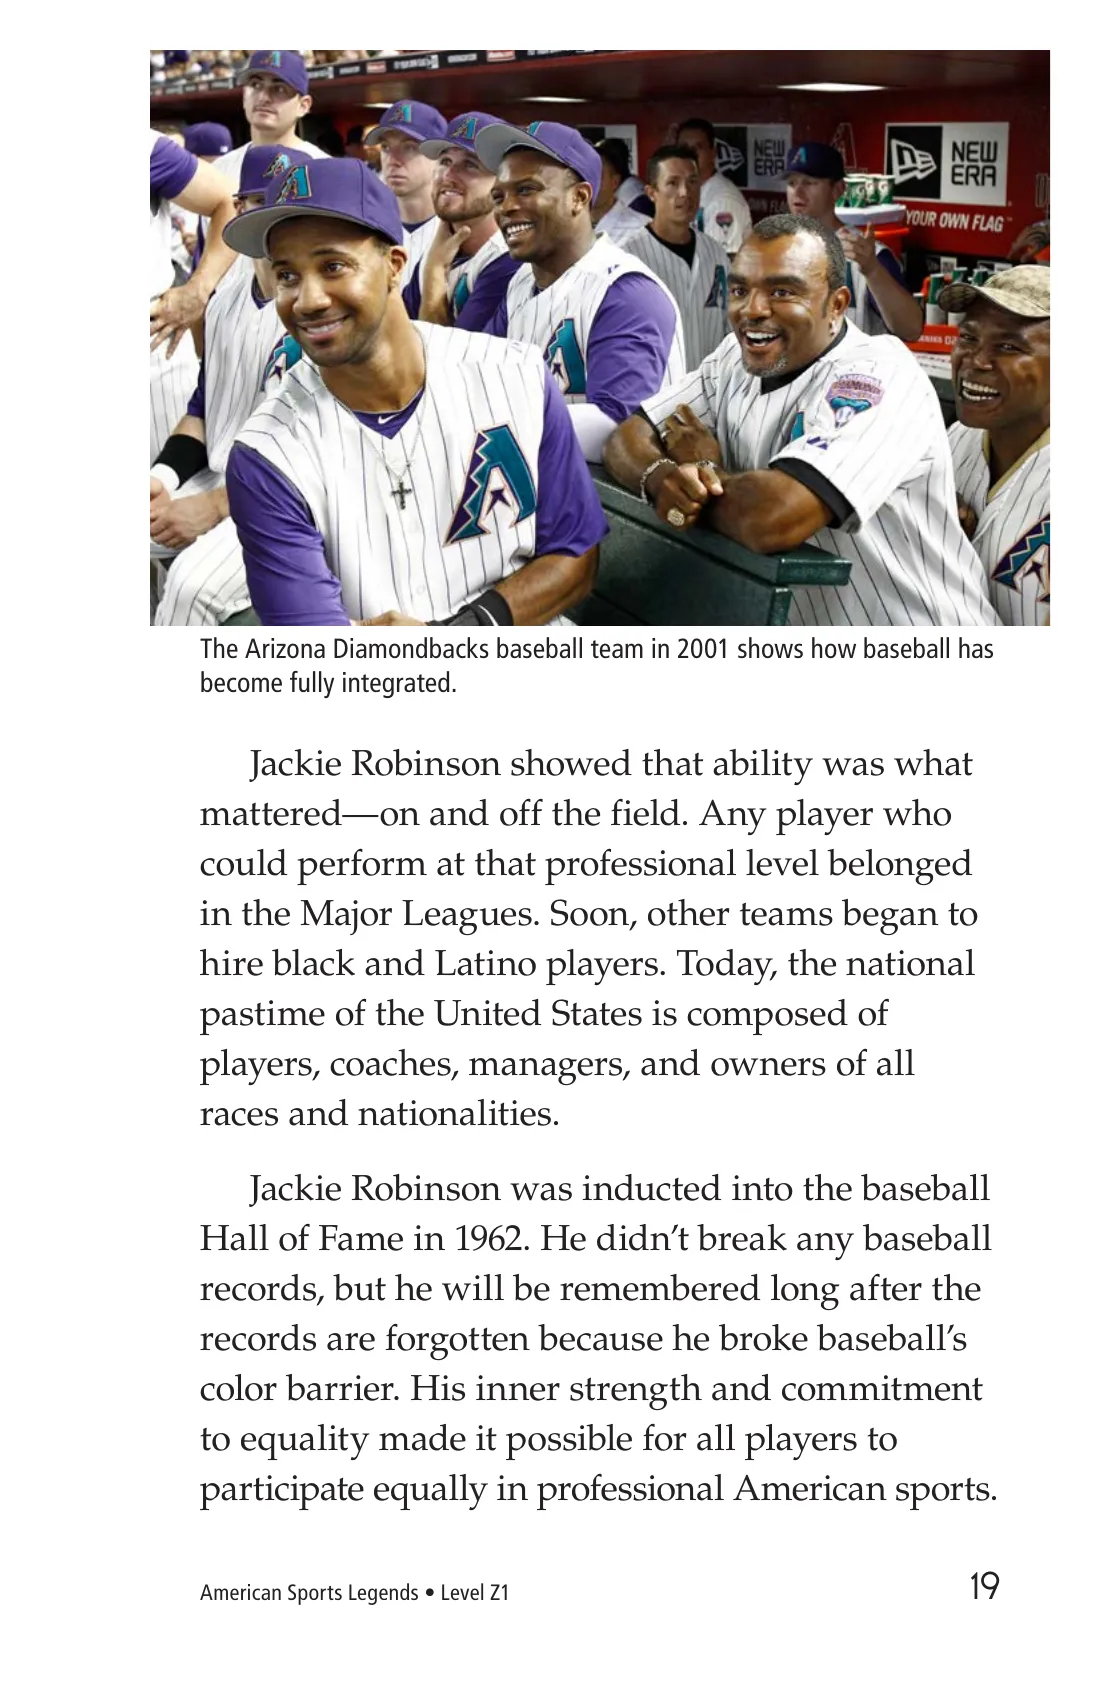 NEW
ERA
NEW
ERA
YOUR OWN FLAG
The Arizona Diamondbacks baseball team in 2001 shows how baseball has
become fully integrated.
Jackie Robinson showed that ability was what
mattered—on and off the field. Any player who
could perform at that professional level belonged
in the Major Leagues. Soon, other teams began to
hire black and Latino players. Today, the national
pastime of the United States is composed of
players, coaches, managers, and owners of all
races and nationalities.
Jackie Robinson was inducted into the baseball
Hall of Fame in 1962. He didn’t break any baseball
records, but he will be remembered long after the
records are forgotten because he broke baseball’s
color barrier. His inner strength and commitment
to equality made it possible for all players to
participate equally in professional American sports.
American Sports Legends • Level Z1
19